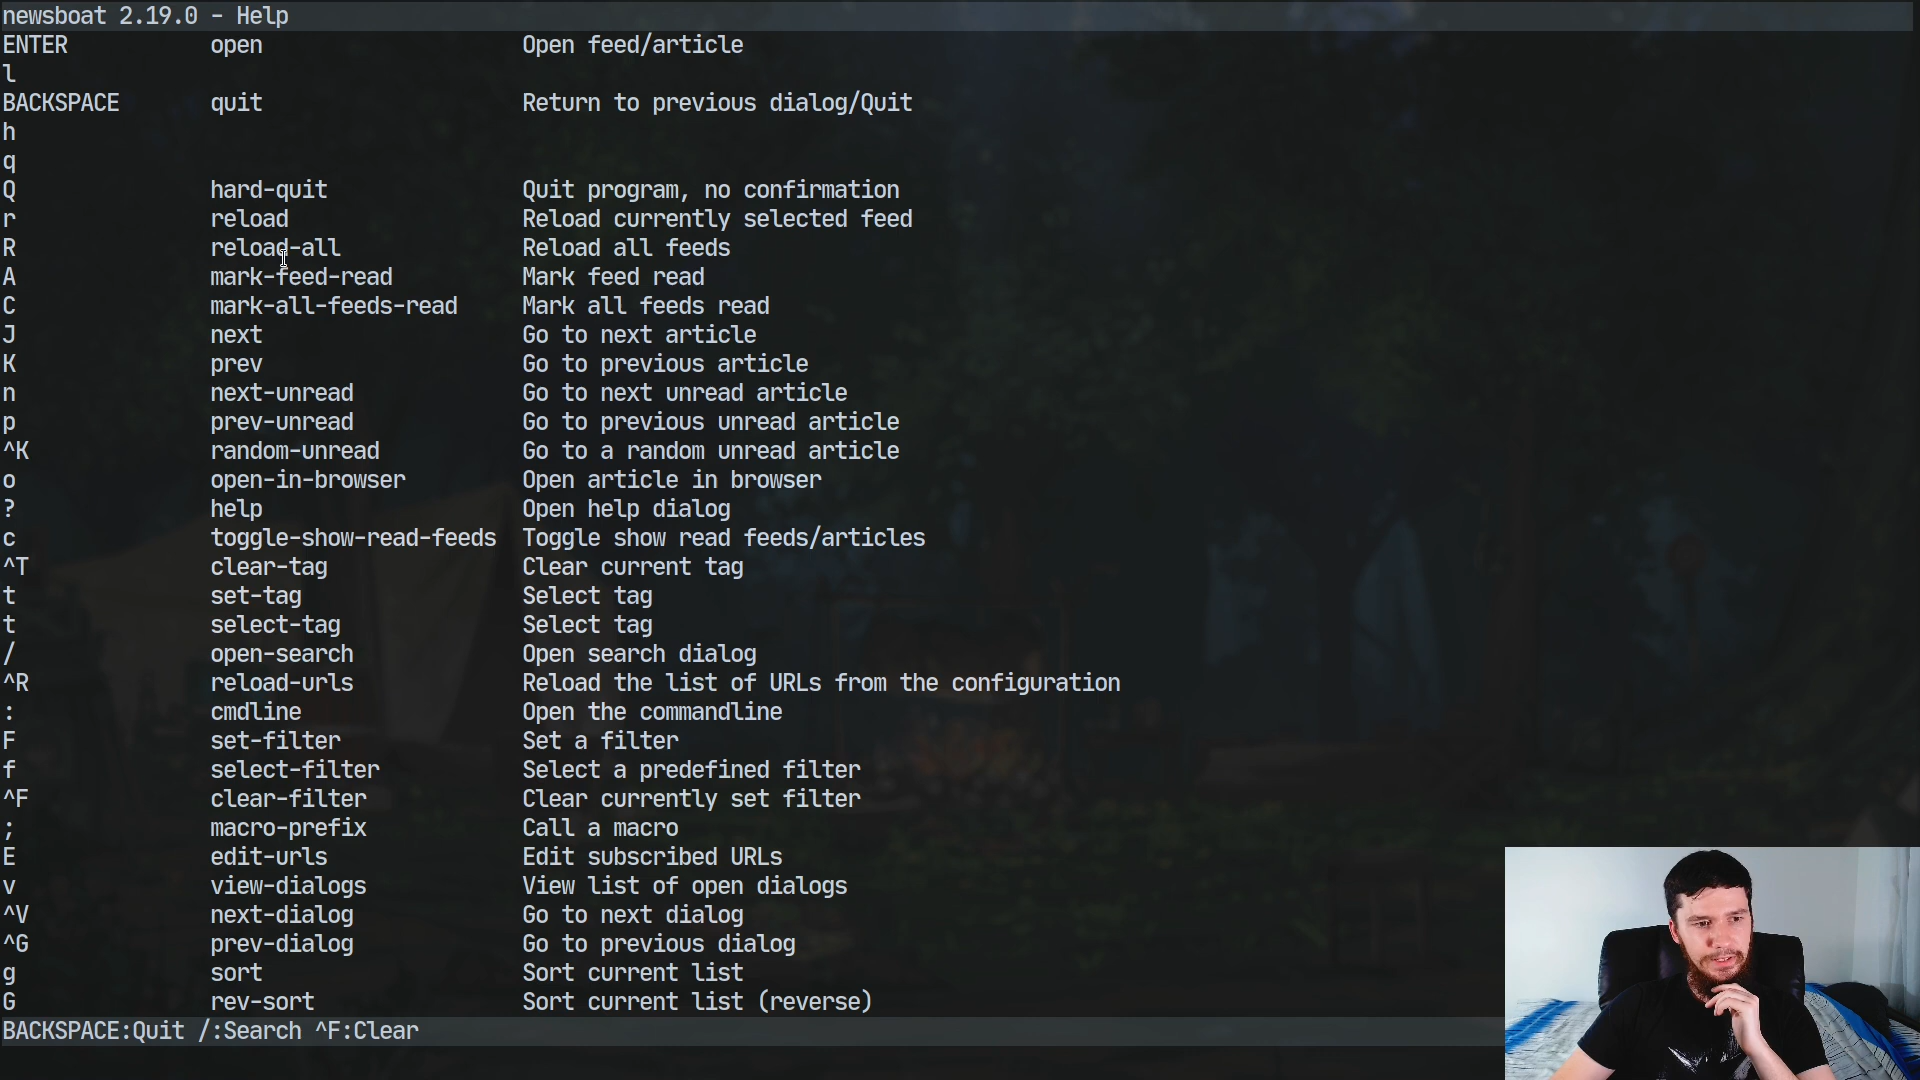 newsboat 2.19.0 - Help
ENTER open Open feed/article
l
BACKSPACE quit Return to previous dialog/Quit
h
q
Q hard-quit Quit program, no confirmation
r reload Reload currently selected feed
R reload-all Reload all feeds
A mark-feed-read Mark feed read
C mark-all-feeds-read Mark all feeds read
J next Go to next article
K prev Go to previous article
n next-unread Go to next unread article
p prev-unread Go to previous unread article
^K random-unread Go to a random unread article
o open-in-browser Open article in browser
? help Open help dialog
c toggle-show-read-feeds Toggle show read feeds/articles
^T clear-tag Clear current tag
t set-tag Select tag
t select-tag Select tag
/ open-search Open search dialog
^R reload-urls Reload the list of URLs from the configuration
: cmdline Open the commandline
F set-filter Set a filter
f select-filter Select a predefined filter
^F clear-filter Clear currently set filter
; macro-prefix Call a macro
E edit-urls Edit subscribed URLs
v view-dialogs View list of open dialogs
^V next-dialog Go to next dialog
^G prev-dialog Go to previous dialog
g sort Sort current list
G rev-sort Sort current list (reverse)
BACKSPACE:Quit /:Search ^F:Clear